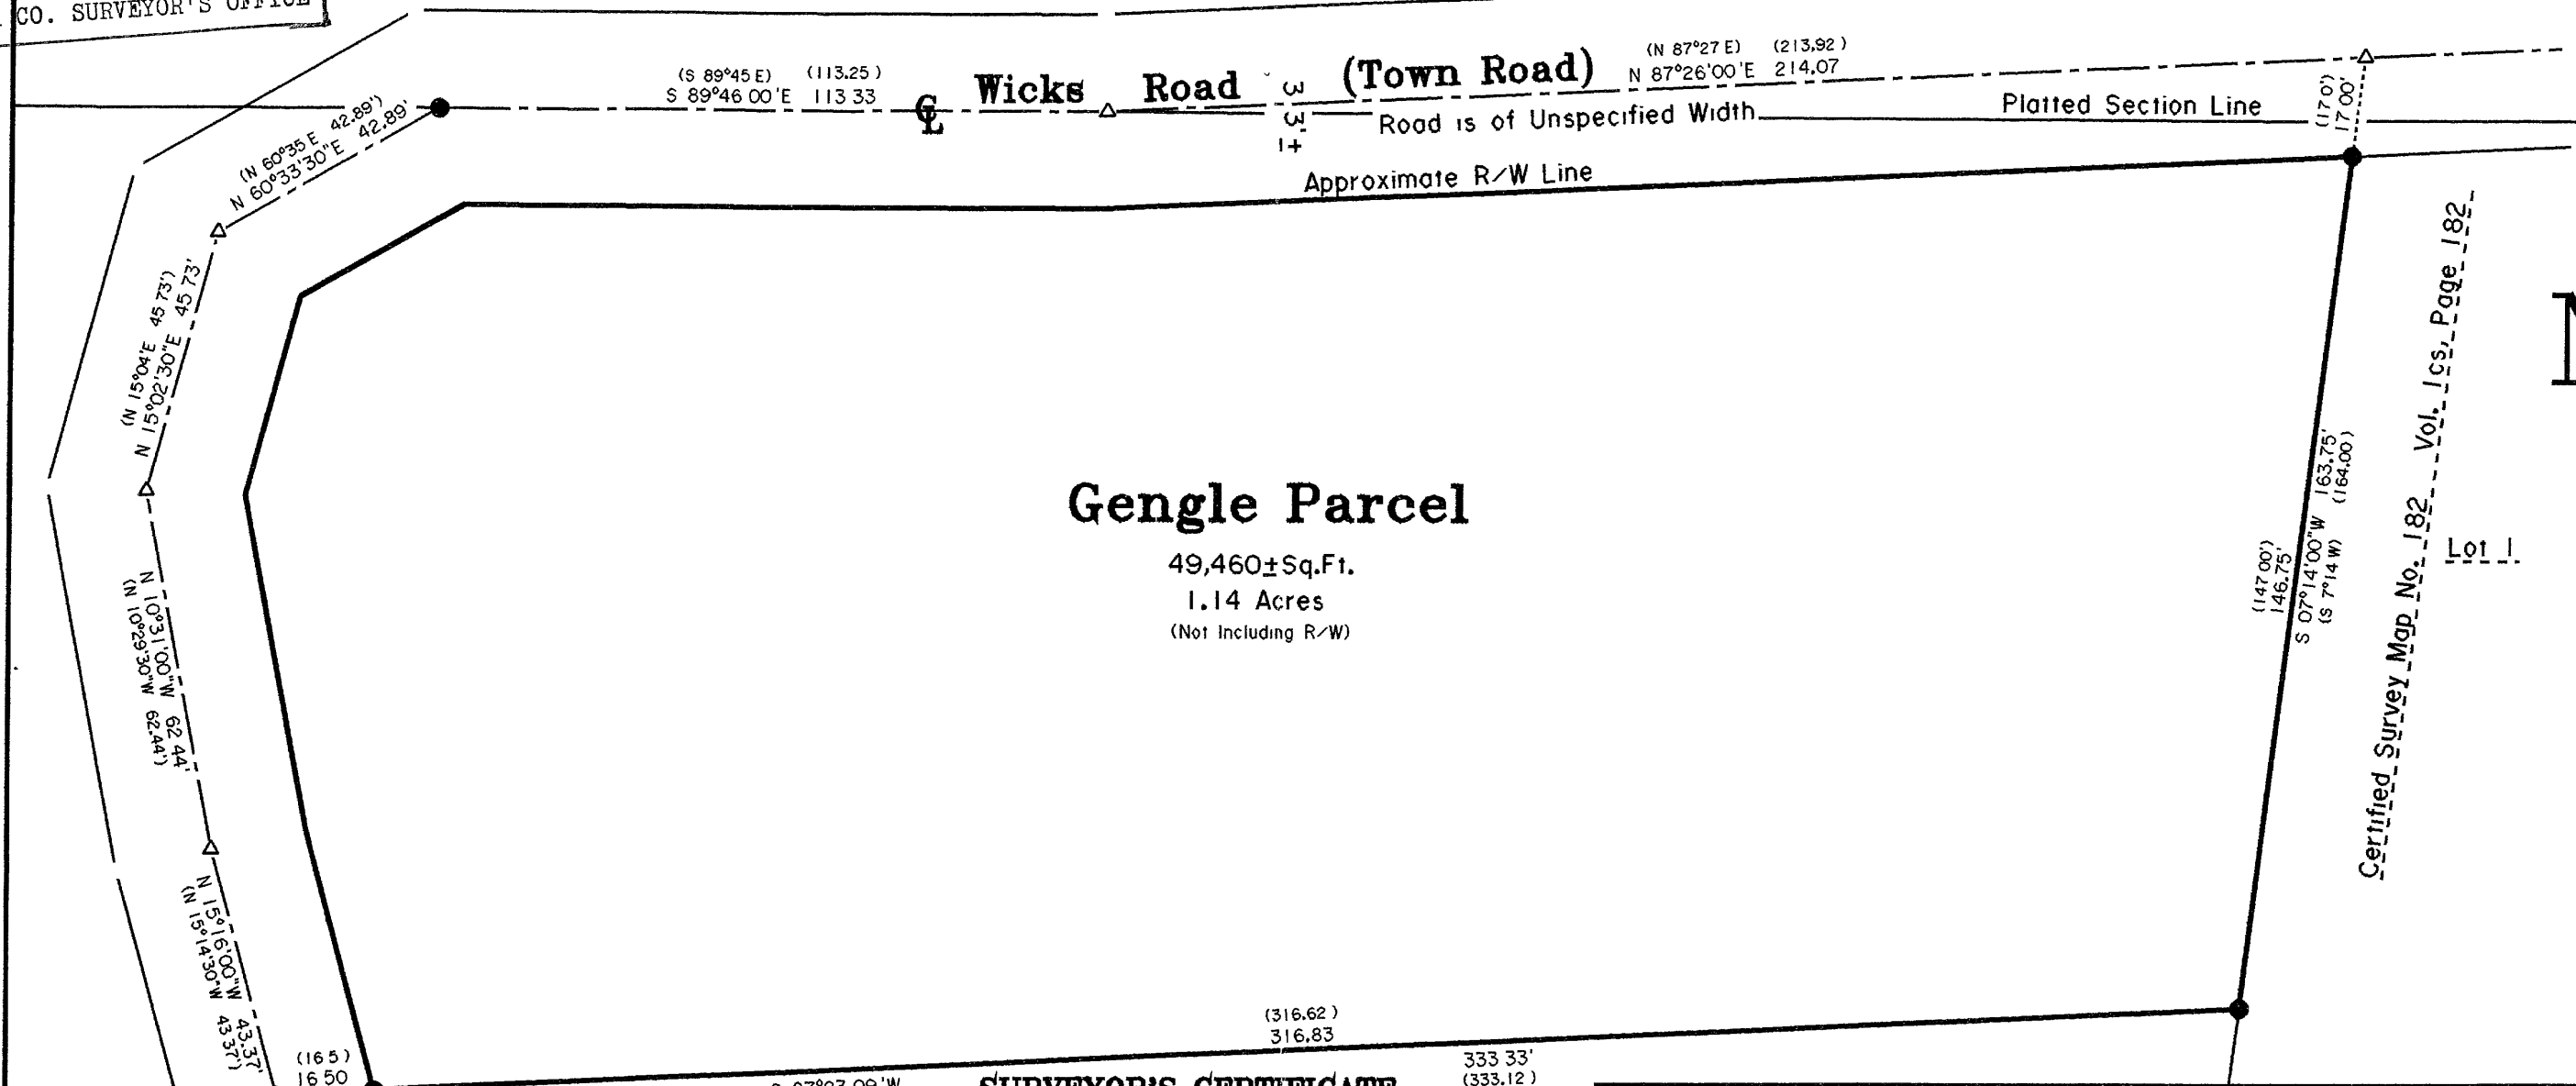 CO. SURVEYOR'S OFFICE
(S 89°45 E) (113.25)
S 89°46 00'E 113 33
Wicks Road (Town Road)
(N 87°27 E) (213.92)
N 87°26'00'E 214.07
33'±
Road is of Unspecified Width
Platted Section Line
(17 0')
17 00'
Approximate R/W Line
(N 60°35 E 42.89')
N 60°33'30"E 42.89'
(N 15°04'E 45 73')
N 15°02'30"E 45 73'
N 10°31'00"W 62 44'
(N 10°29'30"W 62.44')
N 15°16'00"W 43.37'
(N 15°14'30"W 43 37')
Gengle Parcel
49,460±Sq.Ft.
1.14 Acres
(Not Including R/W)
(147 00')
146.75'
S 07°14'00"W 163.75'
(S 7°14 W) (164.00)
Certified Survey Map No. 182 Vol. 1cs, Page 182
Lot 1
(316.62)
316.83
(16 5)
16 50
333 33'
(333.12)
SURVEYOR'S CERTIFICATE